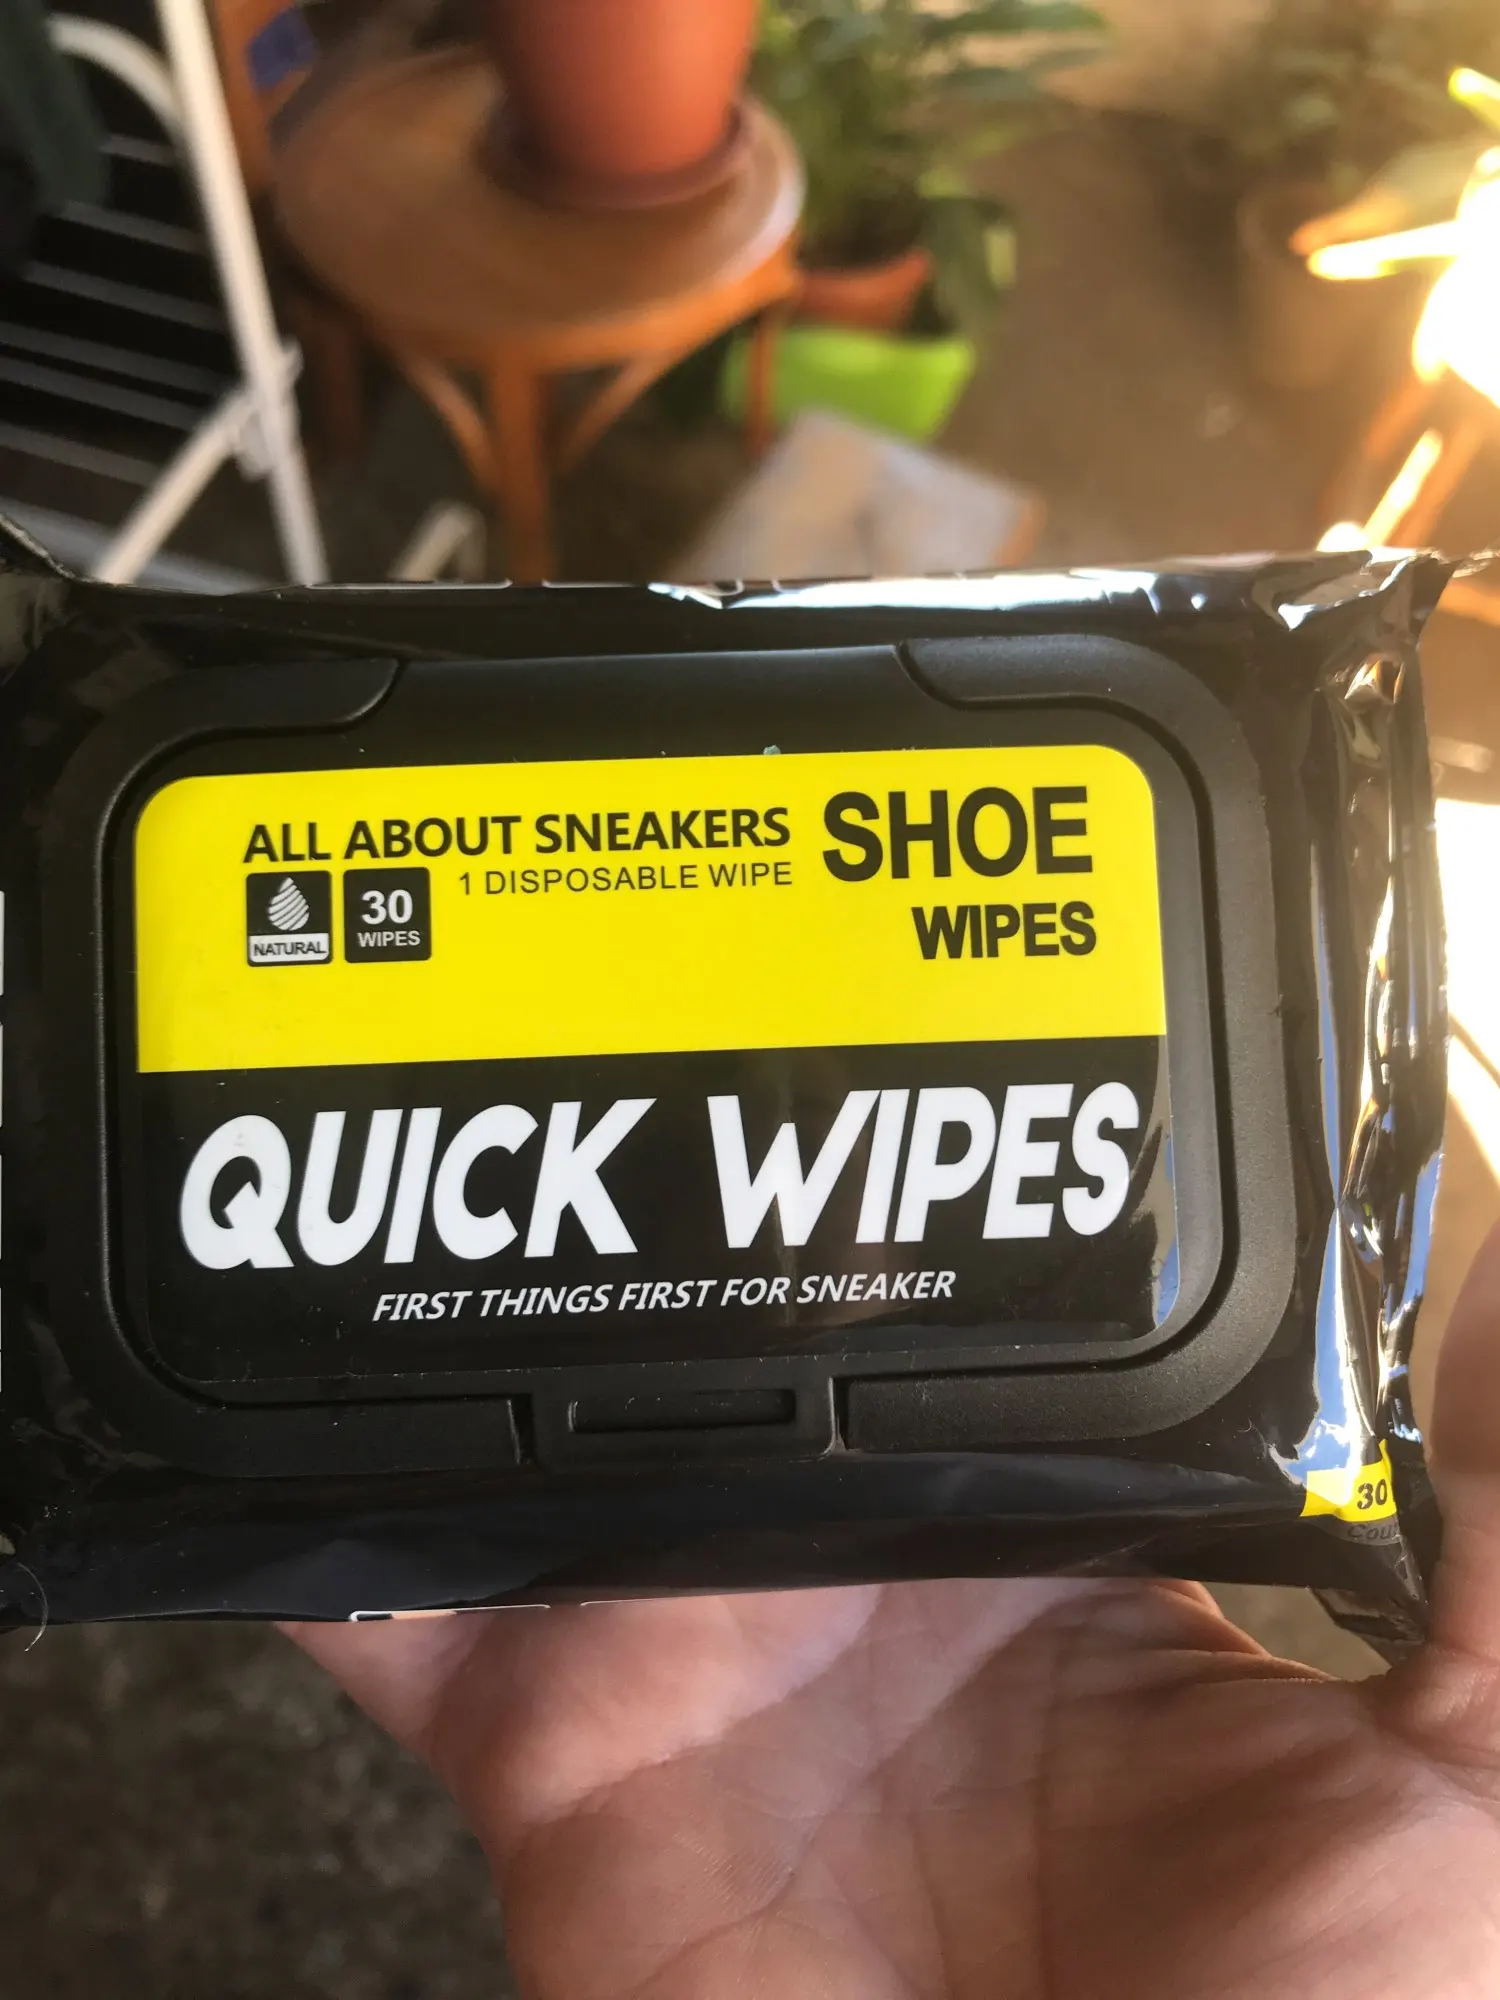 ALL ABOUT SNEAKERS
1 DISPOSABLE WIPE
NATURAL
30
WIPES
SHOE
WIPES
QUICK WIPES
FIRST THINGS FIRST FOR SNEAKER
30